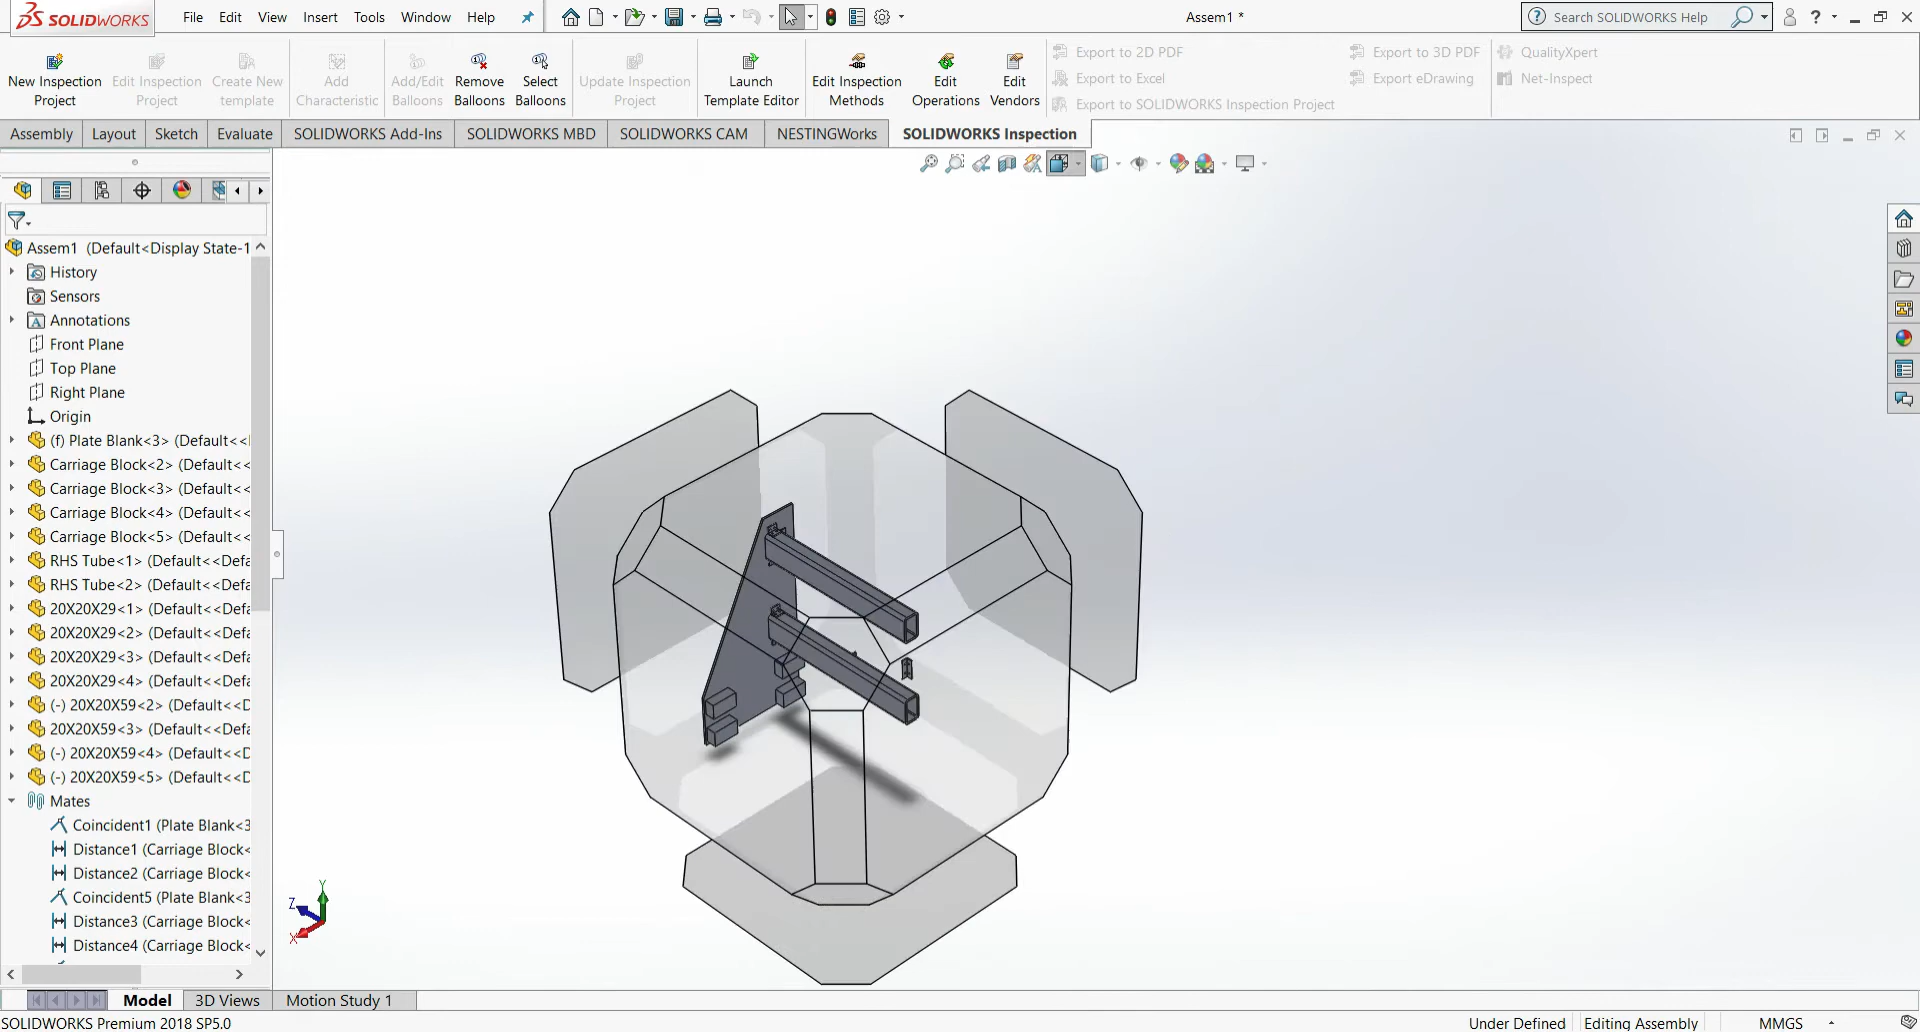 SOLIDWORKS File Edit View Insert Tools Window Help Assem1 * Search SOLIDWORKS Help ?
New Inspection Project
Edit Inspection Project
Create New template
Add Characteristic
Add/Edit Balloons
Remove Balloons
Select Balloons
Update Inspection Project
Launch Template Editor
Edit Inspection Methods
Edit Operations
Edit Vendors
Export to 2D PDF
Export to Excel
Export to SOLIDWORKS Inspection Project
Export to 3D PDF
Export eDrawing
QualityXpert
Net-Inspect
Assembly Layout Sketch Evaluate SOLIDWORKS Add-Ins SOLIDWORKS MBD SOLIDWORKS CAM NESTINGWorks SOLIDWORKS Inspection
Assem1 (Default<Display State-1
History
Sensors
Annotations
Front Plane
Top Plane
Right Plane
Origin
(f) Plate Blank<3> (Default<<
Carriage Block<2> (Default<<
Carriage Block<3> (Default<<
Carriage Block<4> (Default<<
Carriage Block<5> (Default<<
RHS Tube<1> (Default<<Defa
RHS Tube<2> (Default<<Defa
20X20X29<1> (Default<<Defa
20X20X29<2> (Default<<Defa
20X20X29<3> (Default<<Defa
20X20X29<4> (Default<<Defa
(-) 20X20X59<2> (Default<<D
20X20X59<3> (Default<<Defa
(-) 20X20X59<4> (Default<<D
(-) 20X20X59<5> (Default<<D
Mates
Coincident1 (Plate Blank<3
Distance1 (Carriage Block<
Distance2 (Carriage Block<
Coincident5 (Plate Blank<3
Distance3 (Carriage Block<
Distance4 (Carriage Block<
Y
Z
X
Model 3D Views Motion Study 1
SOLIDWORKS Premium 2018 SP5.0 Under Defined Editing Assembly MMGS